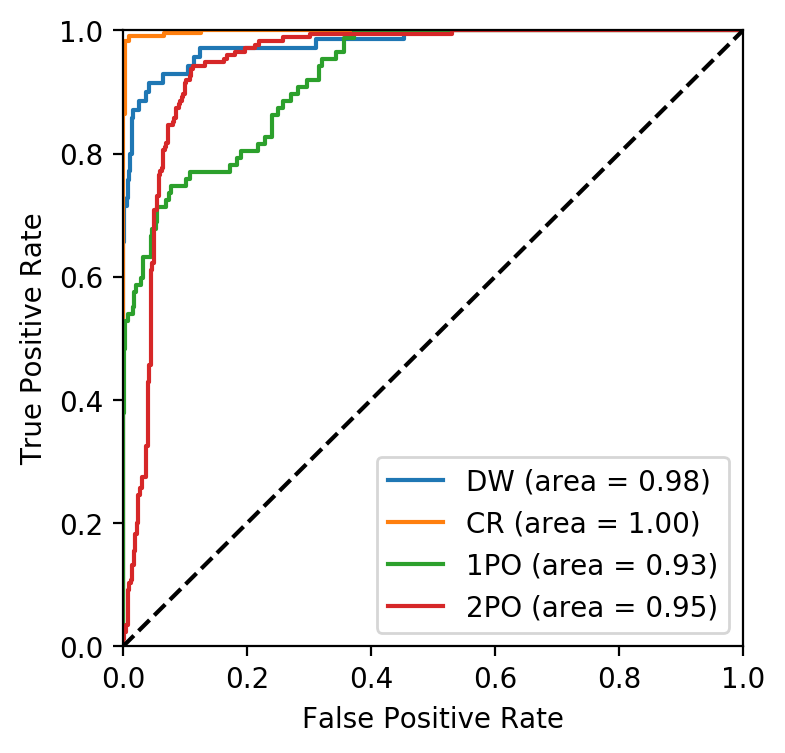 1.0
0.8
0.6
0.4
0.2
0.0
True Positive Rate
DW (area = 0.98)
CR (area = 1.00)
1PO (area = 0.93)
2PO (area = 0.95)
0.0 0.2 0.4 0.6 0.8 1.0
False Positive Rate